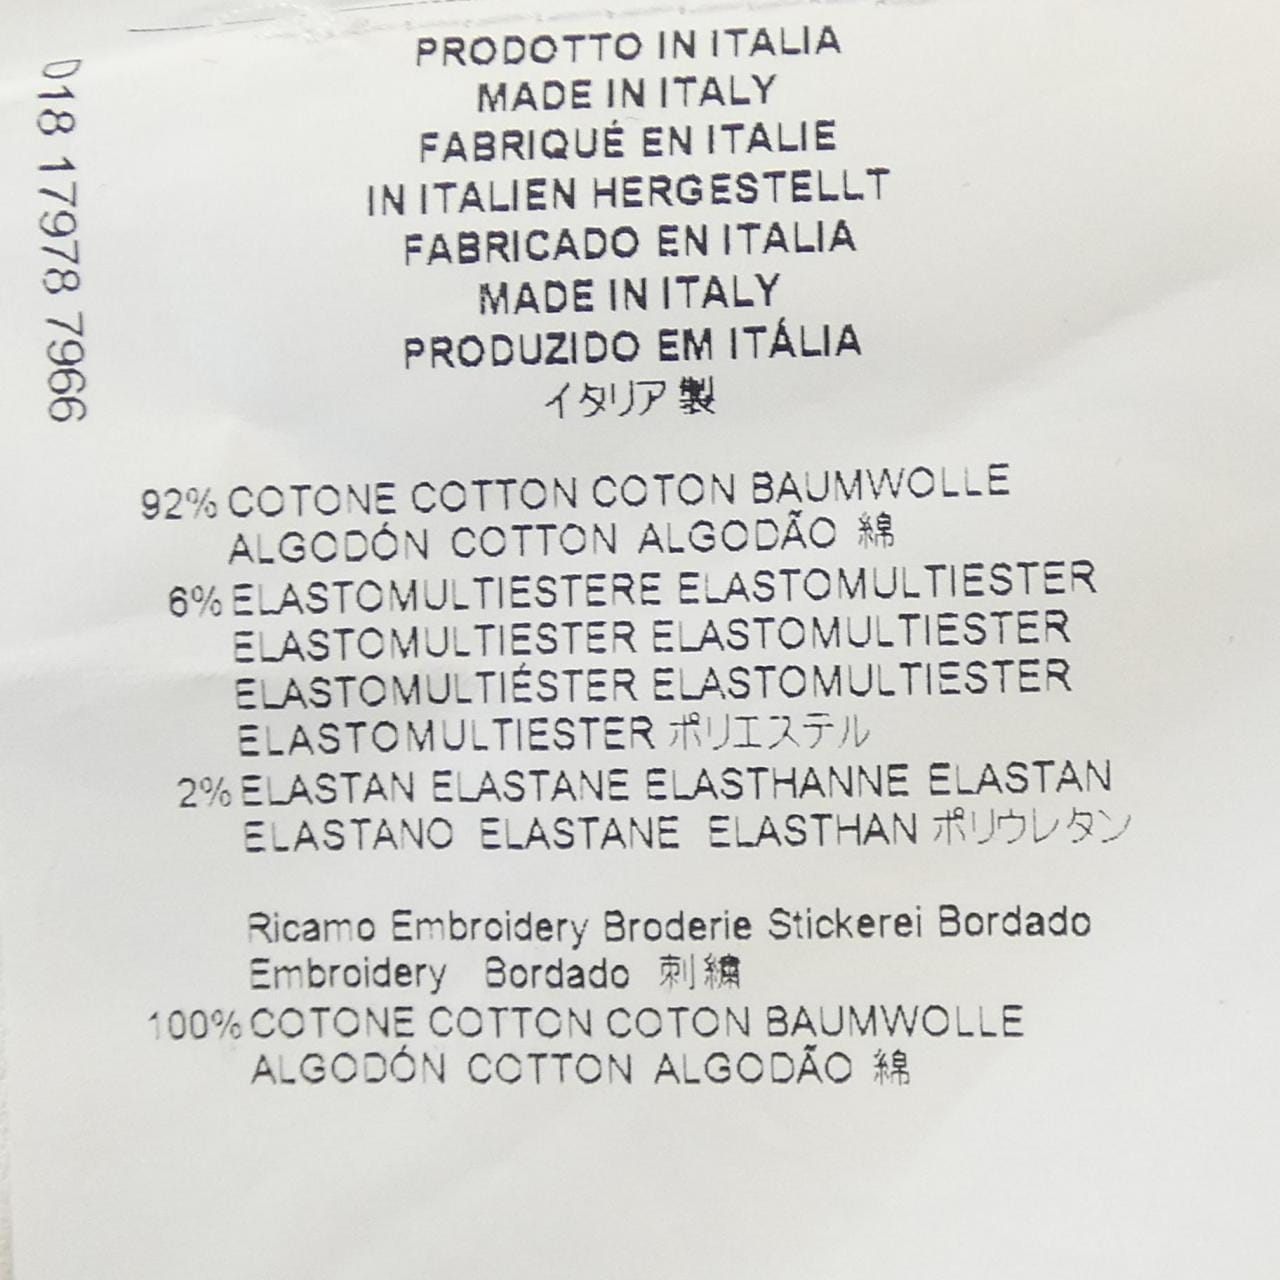 PRODOTTO IN ITALIA
MADE IN ITALY
FABRIQUÉ EN ITALIE
IN ITALIEN HERGESTELLT
FABRICADO EN ITALIA
MADE IN ITALY
PRODUZIDO EM ITÁLIA
イタリア製
92% COTONE COTTON COTON BAUMWOLLE
ALGODÓN COTTON ALGODÃO 綿
6% ELASTOMULTIESTERE ELASTOMULTIESTER
ELASTOMULTIESTER ELASTOMULTIESTER
ELASTOMULTIÉSTER ELASTOMULTIESTER
ELASTOMULTIESTER ポリエステル
2% ELASTAN ELASTANE ELASTHANNE ELASTAN
ELASTANO ELASTANE ELASTHAN ポリウレタン
Ricamo Embroidery Broderie Stickerei Bordado
Embroidery Bordado 刺繍
100% COTONE COTTON COTON BAUMWOLLE
ALGODÓN COTTON ALGODÃO 綿
018 17978 7966